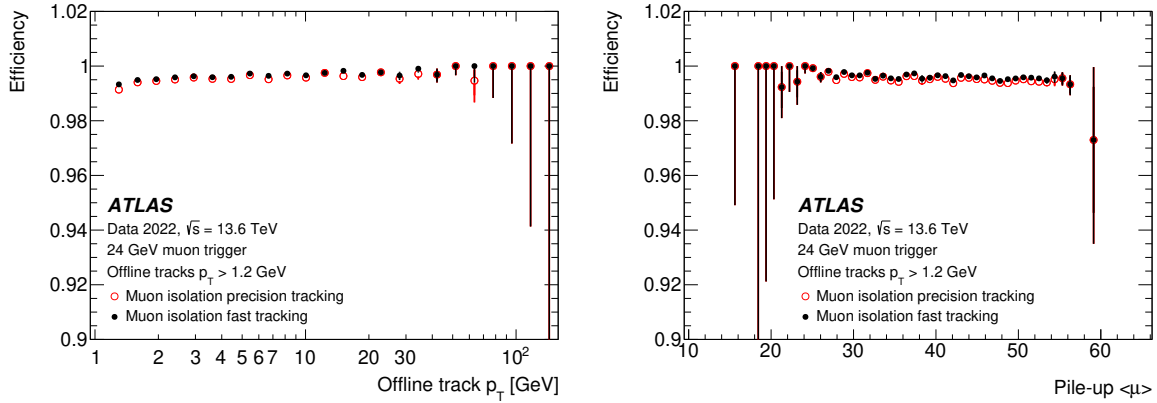 Efficiency
1.02
1
0.98
0.96
0.94
0.92
0.9
ATLAS
Data 2022, √s = 13.6 TeV
24 GeV muon trigger
Offline tracks p_T > 1.2 GeV
Muon isolation precision tracking
Muon isolation fast tracking
1 2 3 4 5 6 7 10 20 30 10²
Offline track p_T [GeV]
Efficiency
1.02
1
0.98
0.96
0.94
0.92
0.9
ATLAS
Data 2022, √s = 13.6 TeV
24 GeV muon trigger
Offline tracks p_T > 1.2 GeV
Muon isolation precision tracking
Muon isolation fast tracking
10 20 30 40 50 60
Pile-up <μ>